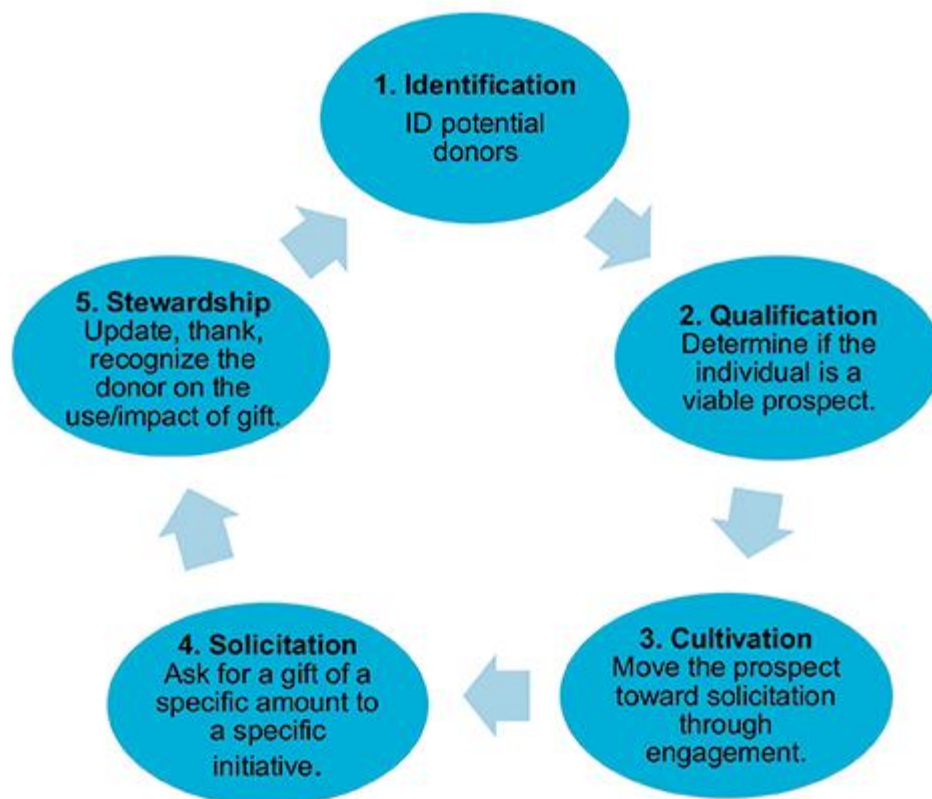 1. Identification
ID potential
donors
2. Qualification
Determine if the
individual is a
viable prospect.
3. Cultivation
Move the prospect
toward solicitation
through
engagement.
4. Solicitation
Ask for a gift of a
specific amount to
a specific
initiative.
5. Stewardship
Update, thank,
recognize the
donor on the
use/impact of gift.